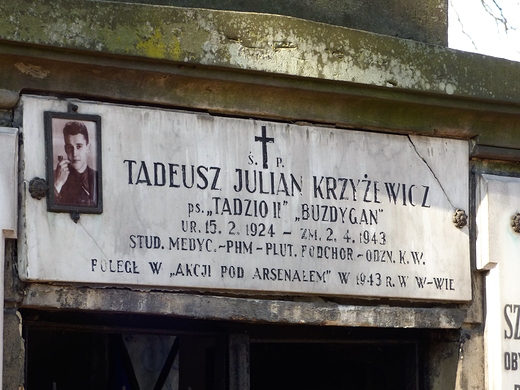 Ś. P.
TADEUSZ JULIAN KRZYŻEWICZ
ps. „TADZIO II" „BUZDYGAN"
UR. 15. 2. 1924 – ZM. 2. 4. 1943
STUD. MEDYC.-PHM-PLUT. PODCHOR-ODZN. K.W.
POLEGŁ W „AKCJI POD ARSENAŁEM" W 1943 R. W W-WIE
OBY